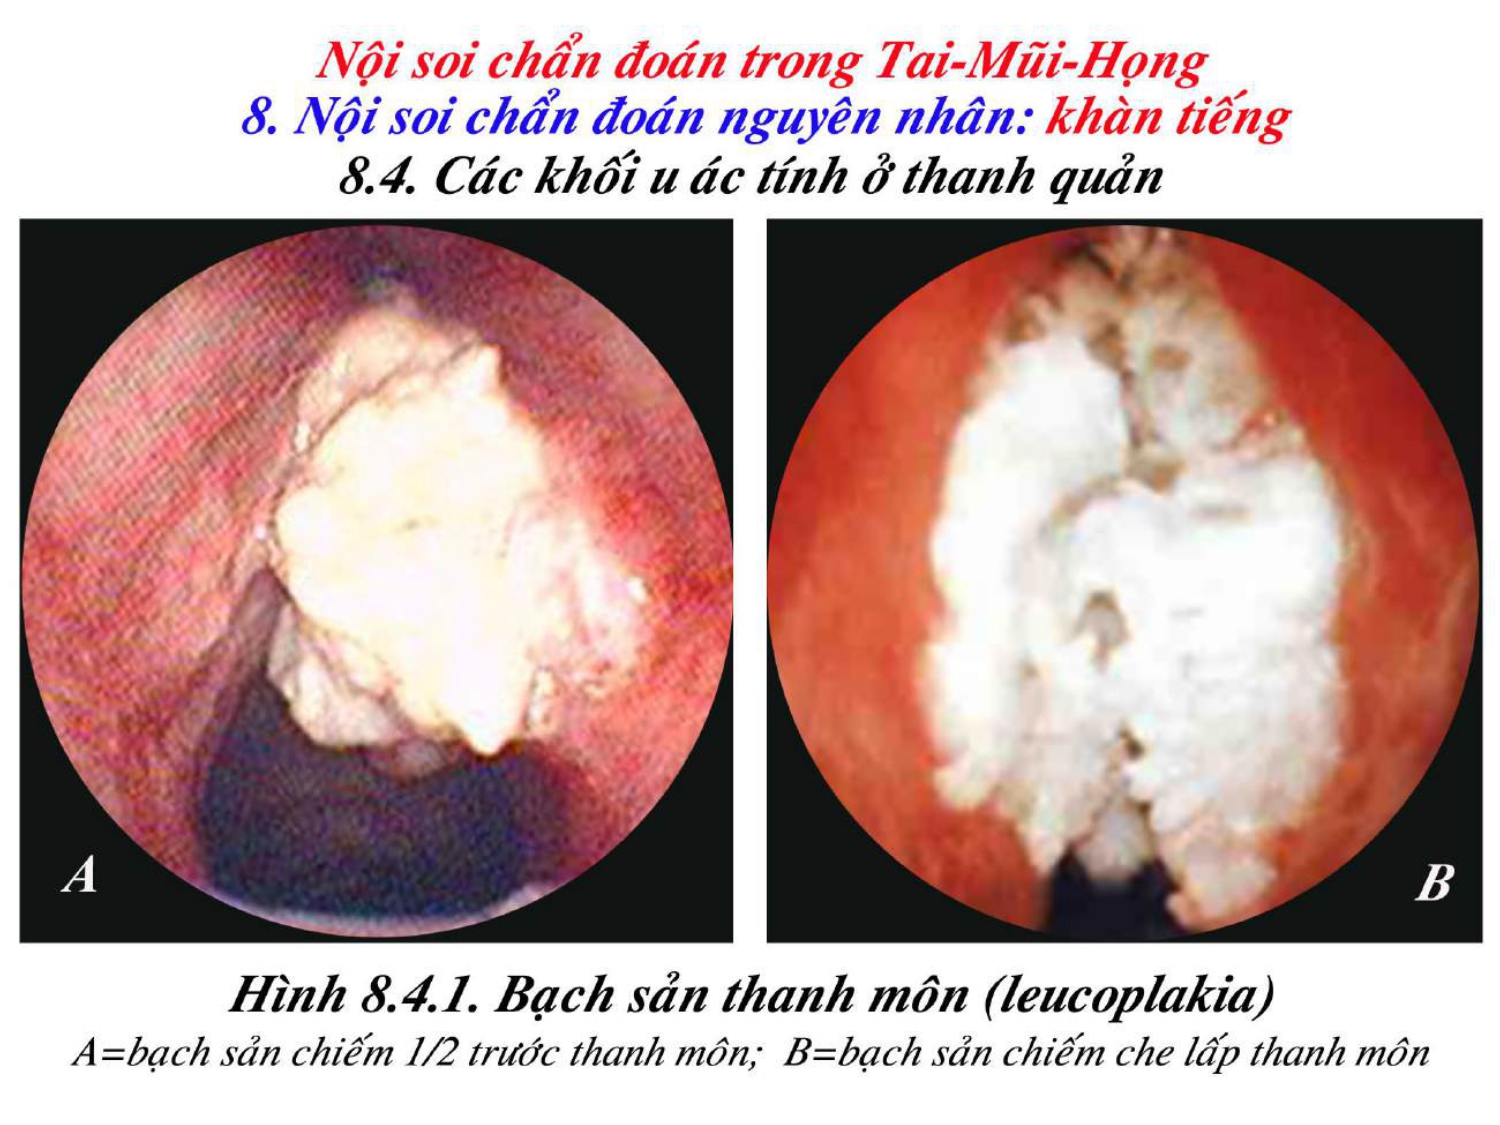 Nội soi chẩn đoán trong Tai-Mũi-Họng
8. Nội soi chẩn đoán nguyên nhân: khàn tiếng
8.4. Các khối u ác tính ở thanh quản
A
B
Hình 8.4.1. Bạch sản thanh môn (leucoplakia)
A=bạch sản chiếm 1/2 trước thanh môn; B=bạch sản chiếm che lấp thanh môn